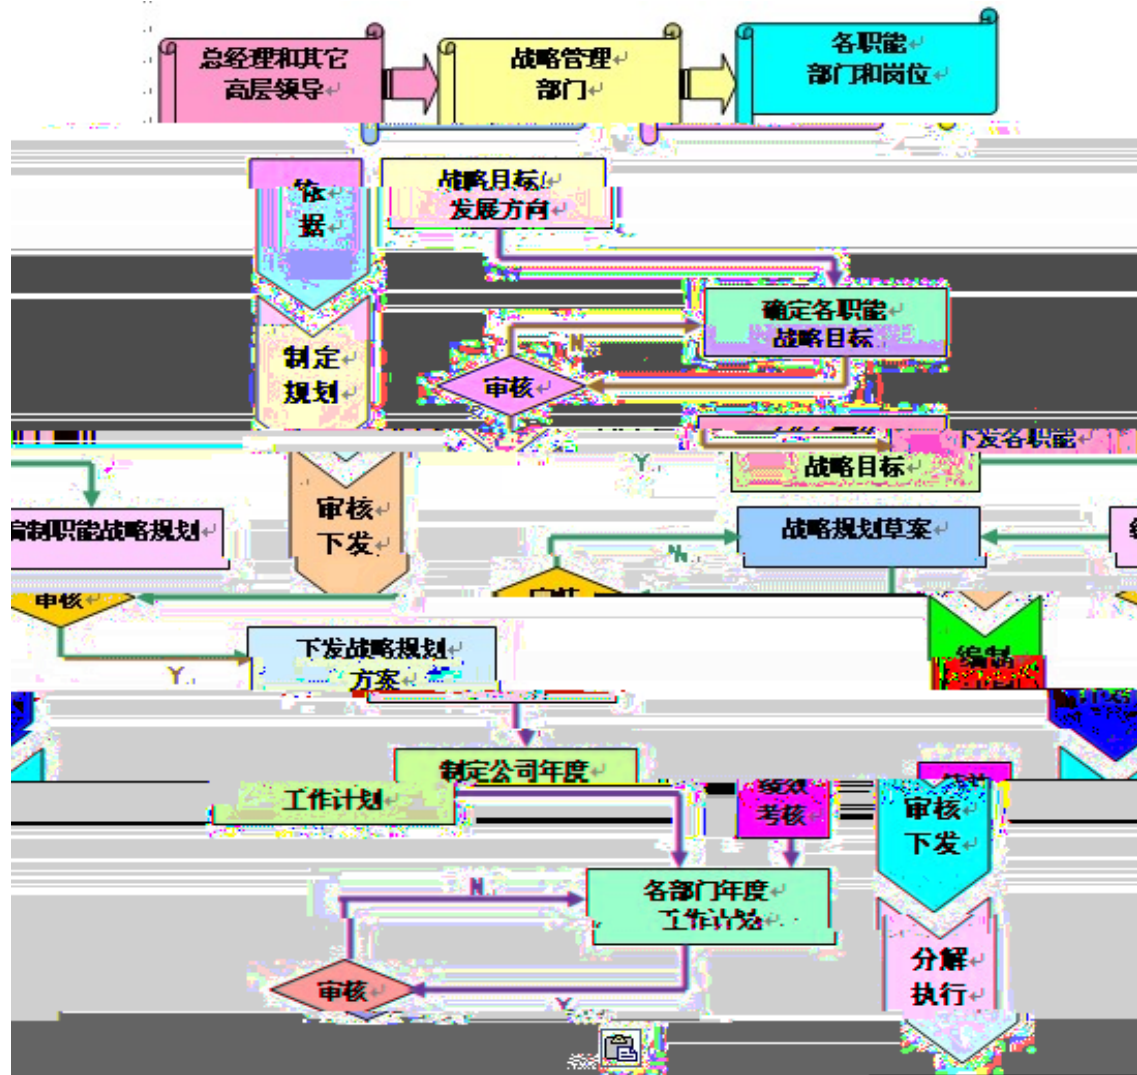 总经理和其它
高层领导
战略管理
部门
各职能
部门和岗位
依
据
战略目标
发展方向
确定各职能
战略目标
N
制定
规划
审核
下发各职能
战略目标
Y
审核
下发
编制职能战略规划
战略规划草案
N
审核
Y
下发战略规划
方案
编制
制定公司年度
工作计划
绩效
考核
审核
下发
N
各部门年度
工作计划
审核
Y
分解
执行